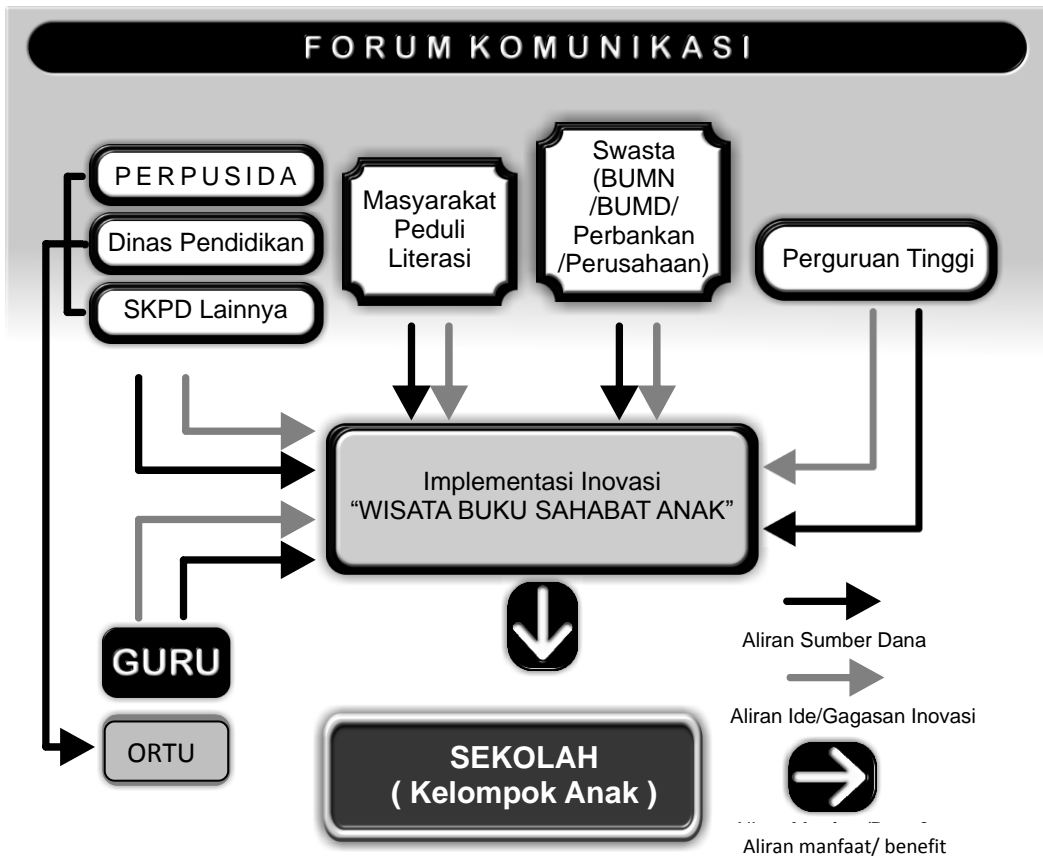 FORUM KOMUNIKASI
PERPUSIDA
Dinas Pendidikan
SKPD Lainnya
Masyarakat
Peduli
Literasi
Swasta
(BUMN
/BUMD/
Perbankan
/Perusahaan)
Perguruan Tinggi
Implementasi Inovasi
“WISATA BUKU SAHABAT ANAK”
GURU
ORTU
SEKOLAH
( Kelompok Anak )
Aliran Sumber Dana
Aliran Ide/Gagasan Inovasi
Aliran manfaat/ benefit